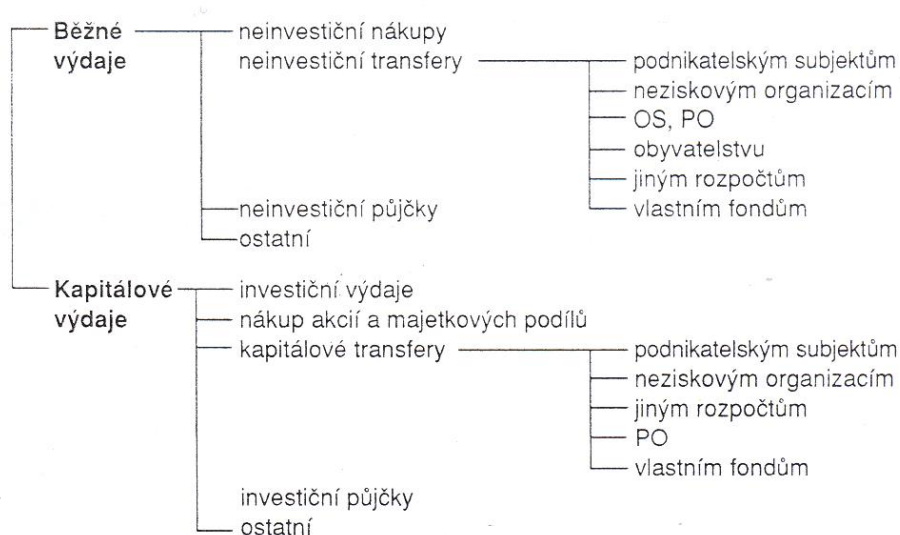 Běžné výdaje
neinvestiční nákupy
neinvestiční transfery
podnikatelským subjektům
neziskovým organizacím
OS, PO
obyvatelstvu
jiným rozpočtům
vlastním fondům
neinvestiční půjčky
ostatní
Kapitálové výdaje
investiční výdaje
nákup akcií a majetkových podílů
kapitálové transfery
podnikatelským subjektům
neziskovým organizacím
jiným rozpočtům
PO
vlastním fondům
investiční půjčky
ostatní